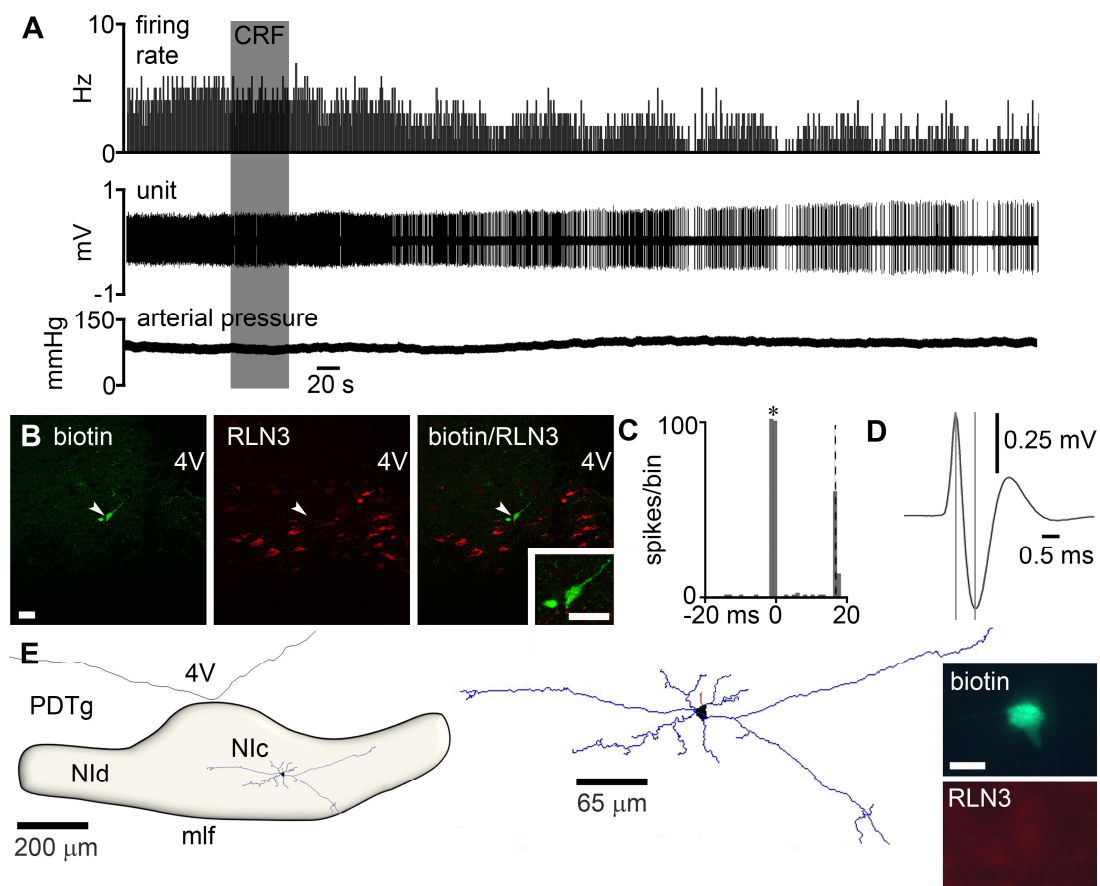 A
10
firing
rate
CRF
Hz
0
1
unit
mV
-1
150
arterial pressure
mmHg
0
20 s
B biotin
4V
RLN3
4V
biotin/RLN3
4V
C
100
*
spikes/bin
0
-20 ms 0 20
D
0.25 mV
0.5 ms
E
4V
PDTg
NIc
NId
mlf
200 μm
65 μm
biotin
RLN3